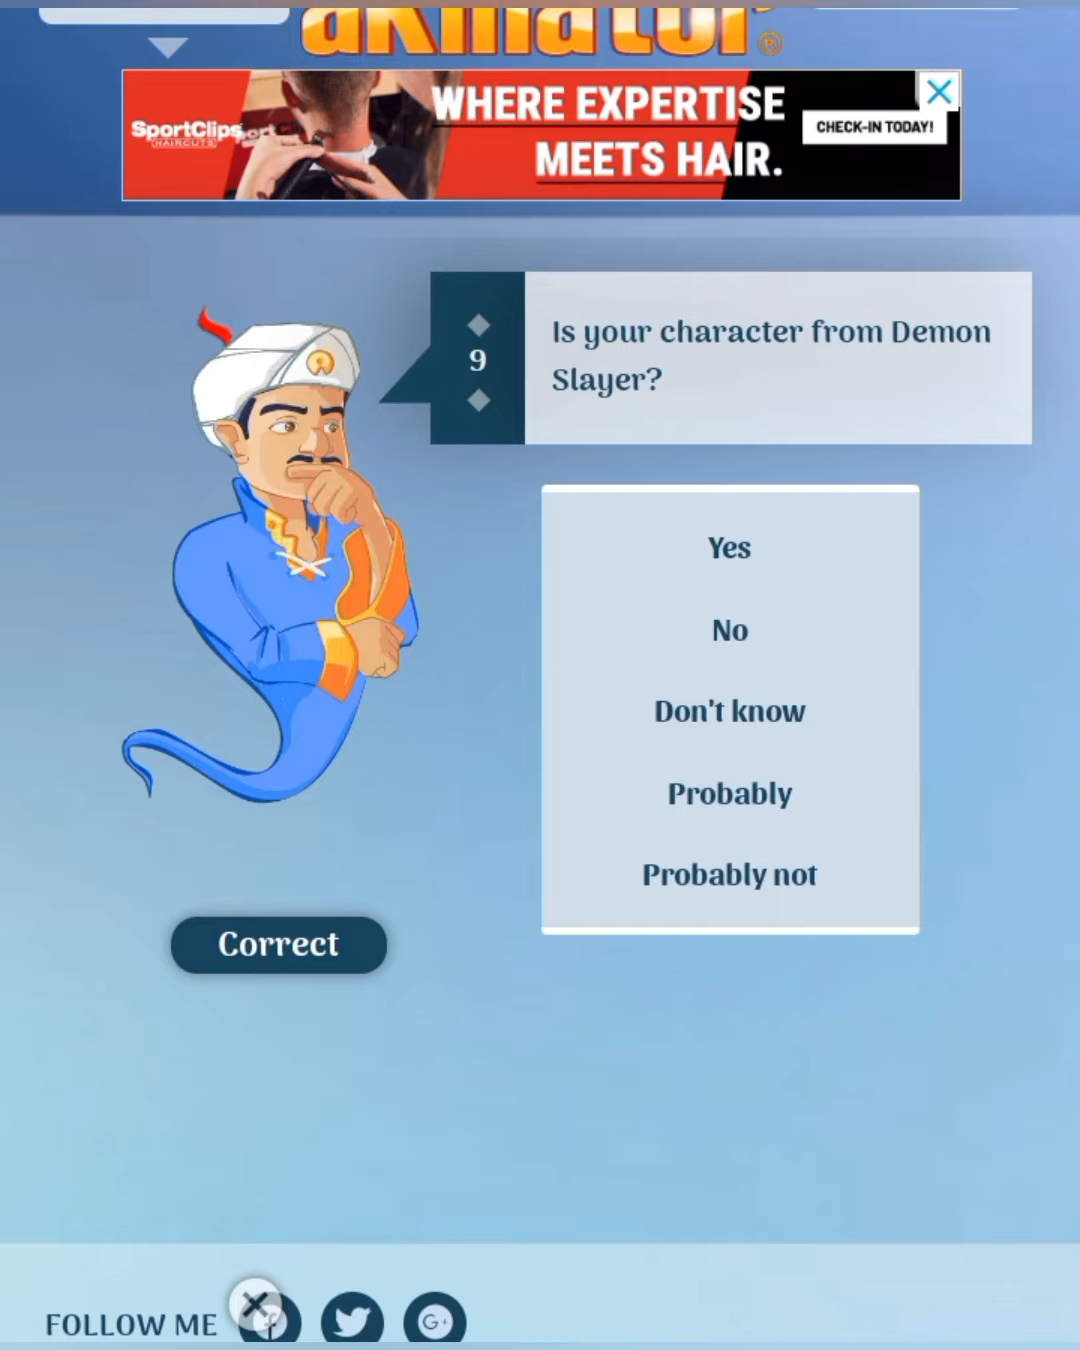 akinator®
SportClips
HAIRCUTS
WHERE EXPERTISE
MEETS HAIR.
CHECK-IN TODAY!
9
Is your character from Demon
Slayer?
Yes
No
Don't know
Probably
Probably not
Correct
FOLLOW ME
f
G+